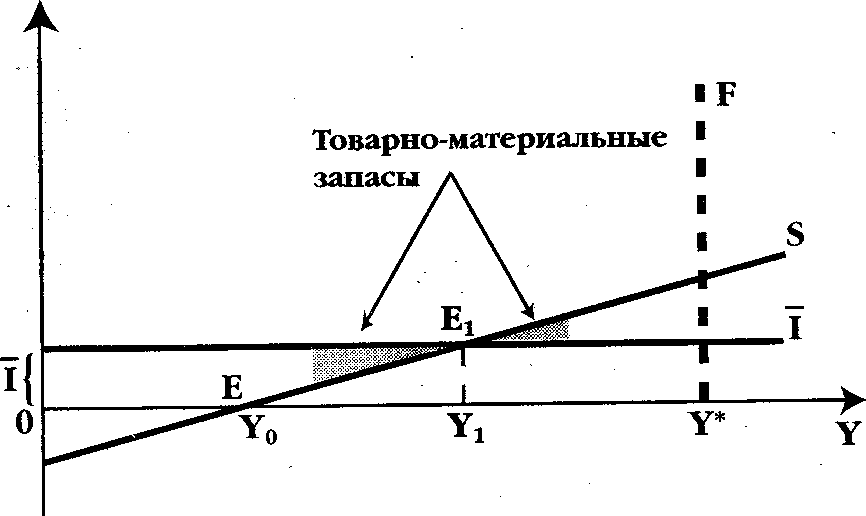 F
Товарно-материальные
запасы
S
E₁
Ī
Ī{
E
0
Y₀
Y₁
Y*
Y